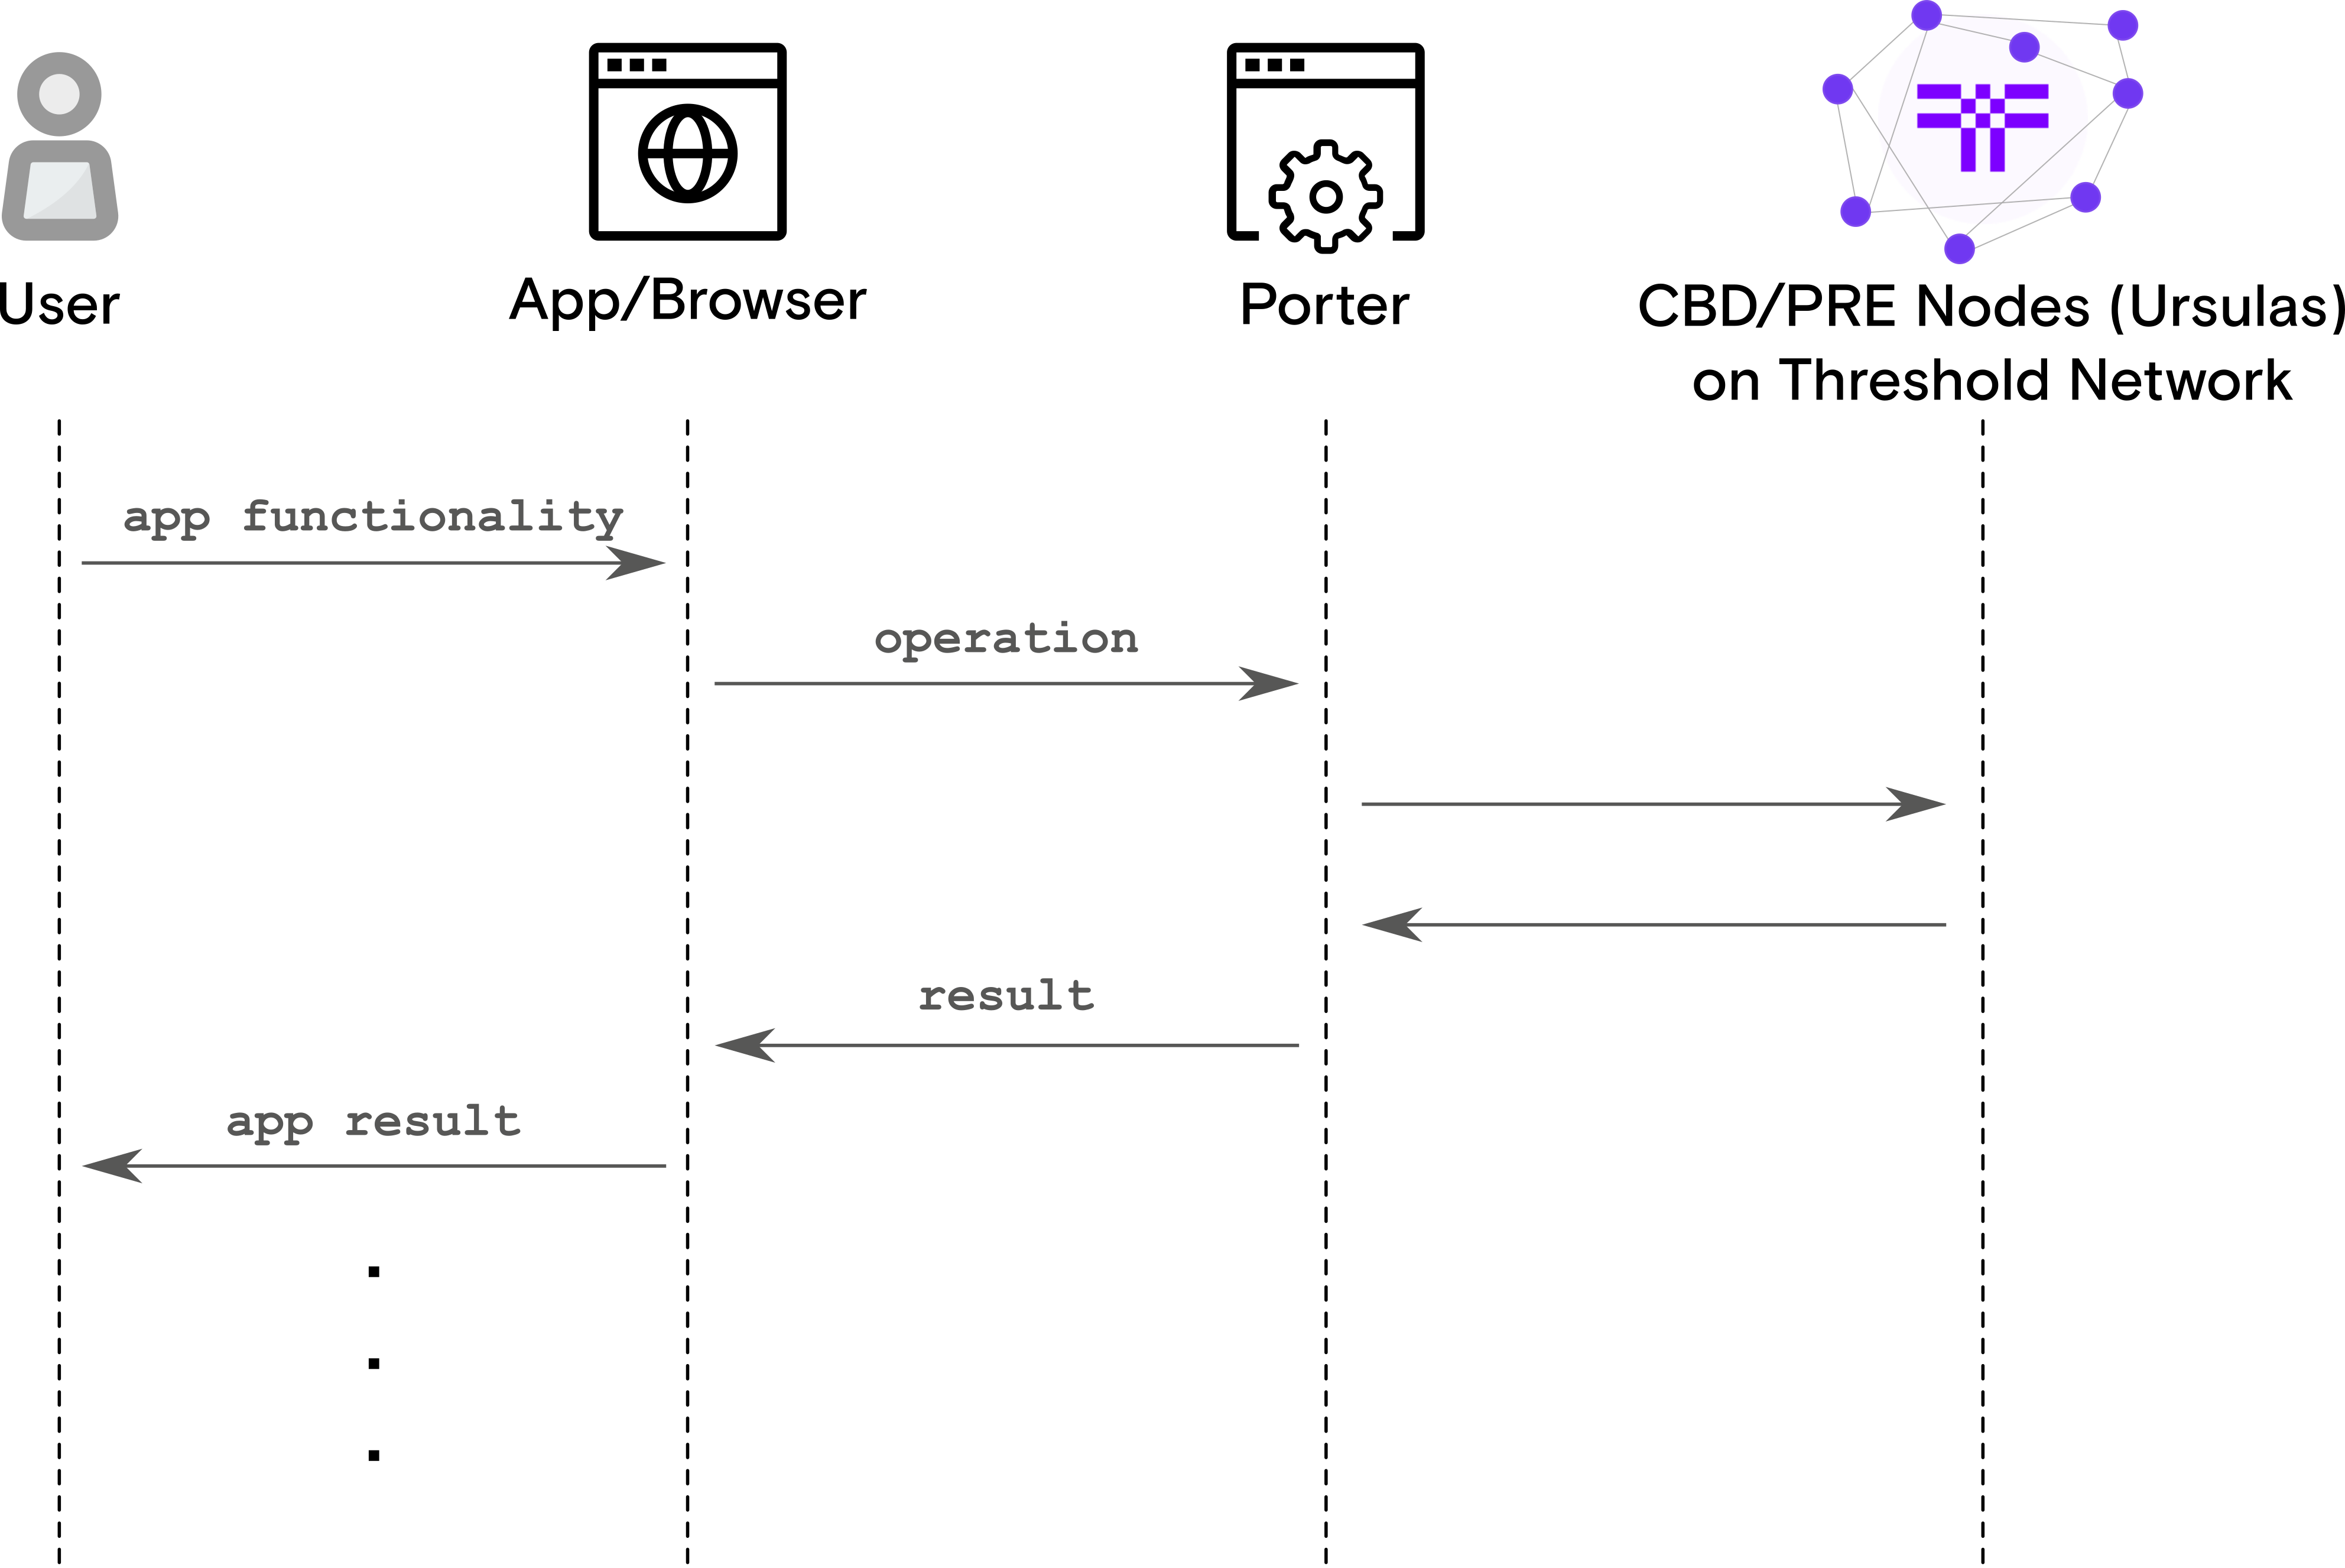 User
App/Browser
Porter
CBD/PRE Nodes (Ursulas)
on Threshold Network
app functionality
operation
result
app result